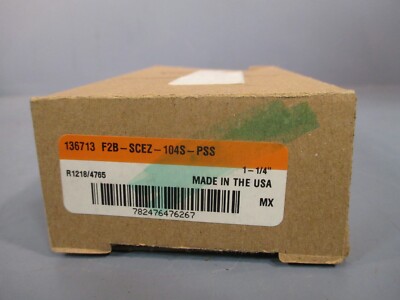 136713 F2B-SCEZ-104S-PSS
1-1/4"
R1218/4765
MADE IN THE USA
MX
782476476267